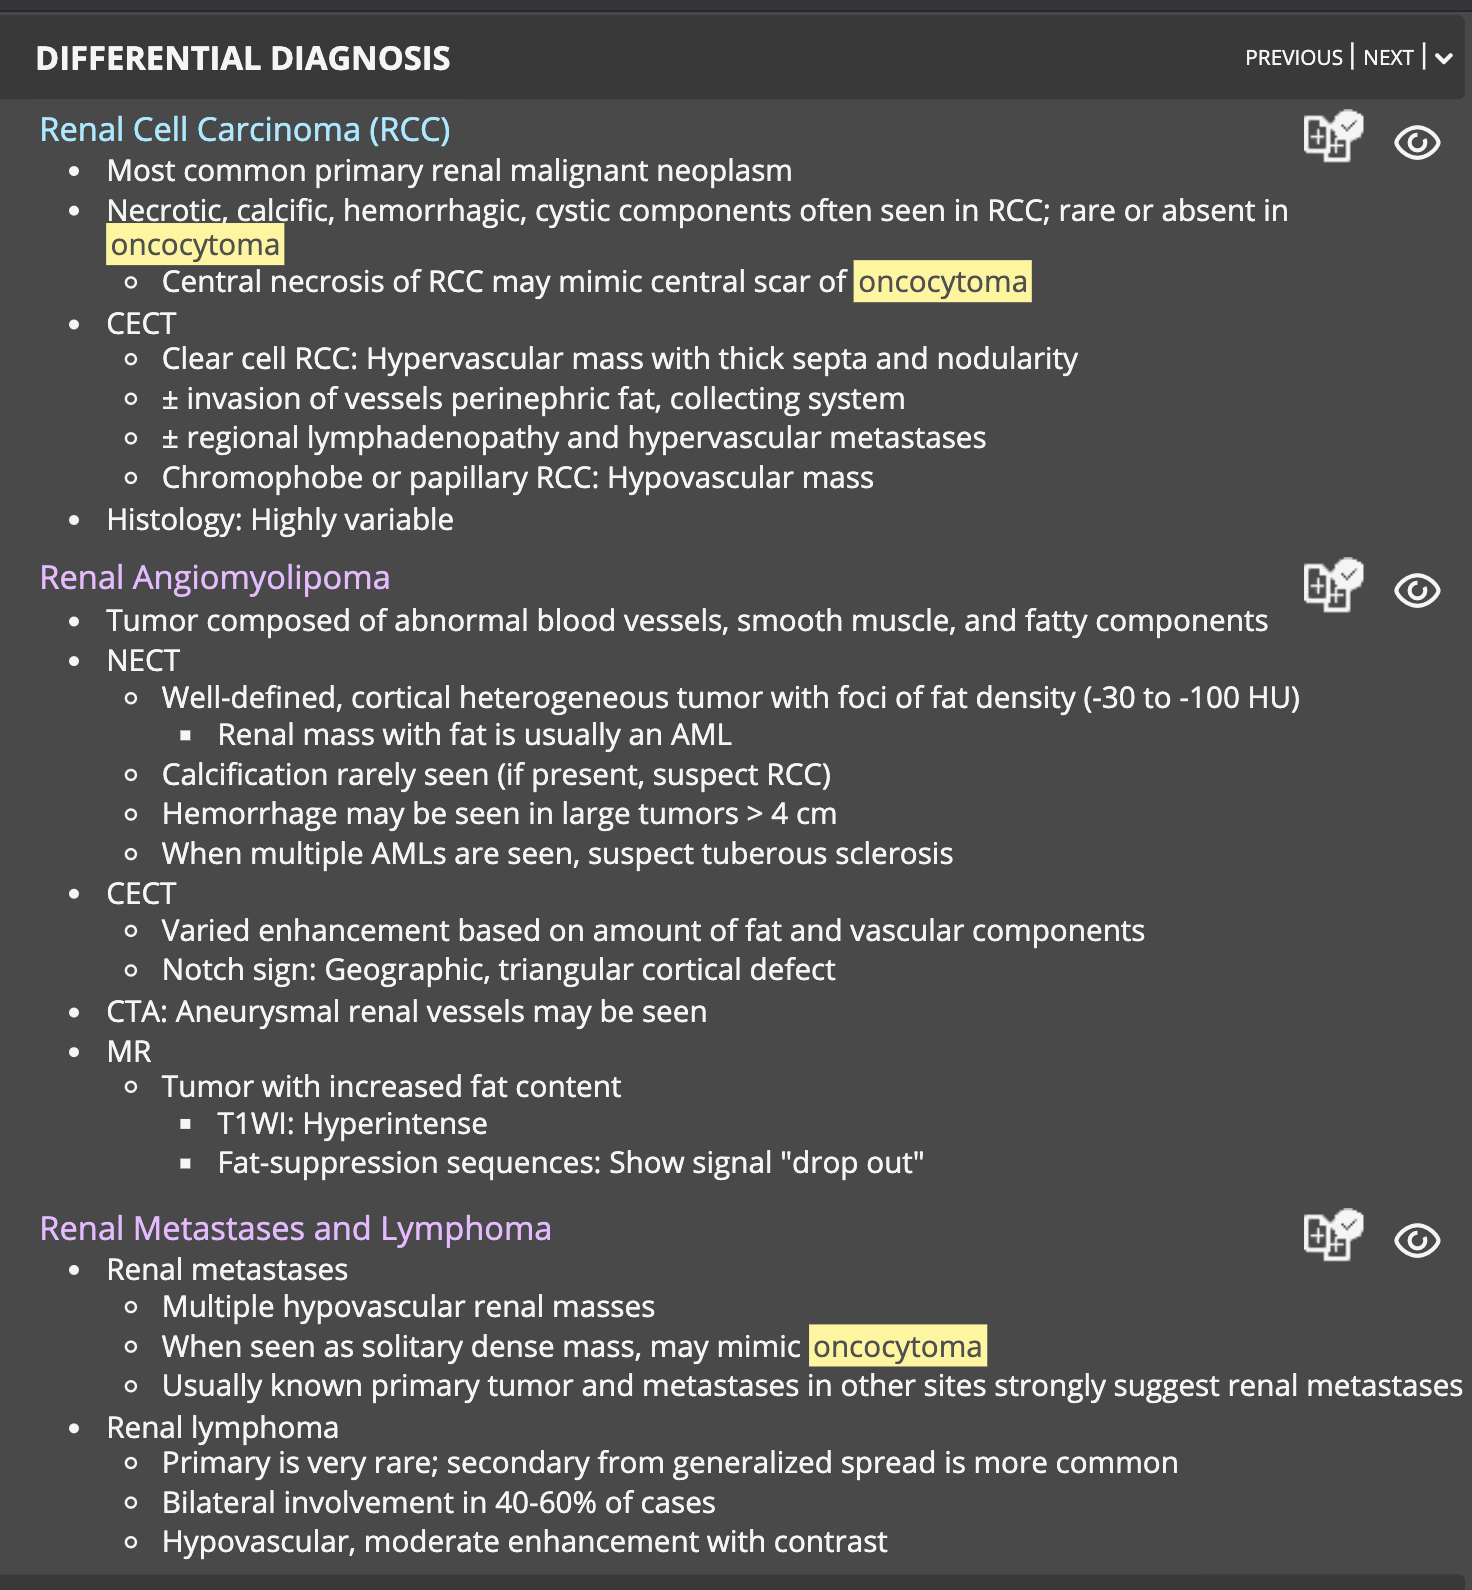 DIFFERENTIAL DIAGNOSIS
PREVIOUS | NEXT |
Renal Cell Carcinoma (RCC)
• Most common primary renal malignant neoplasm
• Necrotic, calcific, hemorrhagic, cystic components often seen in RCC; rare or absent in
oncocytoma
◦ Central necrosis of RCC may mimic central scar of oncocytoma
• CECT
◦ Clear cell RCC: Hypervascular mass with thick septa and nodularity
◦ ± invasion of vessels perinephric fat, collecting system
◦ ± regional lymphadenopathy and hypervascular metastases
◦ Chromophobe or papillary RCC: Hypovascular mass
• Histology: Highly variable
Renal Angiomyolipoma
• Tumor composed of abnormal blood vessels, smooth muscle, and fatty components
• NECT
◦ Well-defined, cortical heterogeneous tumor with foci of fat density (-30 to -100 HU)
▪ Renal mass with fat is usually an AML
◦ Calcification rarely seen (if present, suspect RCC)
◦ Hemorrhage may be seen in large tumors > 4 cm
◦ When multiple AMLs are seen, suspect tuberous sclerosis
• CECT
◦ Varied enhancement based on amount of fat and vascular components
◦ Notch sign: Geographic, triangular cortical defect
• CTA: Aneurysmal renal vessels may be seen
• MR
◦ Tumor with increased fat content
▪ T1WI: Hyperintense
▪ Fat-suppression sequences: Show signal "drop out"
Renal Metastases and Lymphoma
• Renal metastases
◦ Multiple hypovascular renal masses
◦ When seen as solitary dense mass, may mimic oncocytoma
◦ Usually known primary tumor and metastases in other sites strongly suggest renal metastases
• Renal lymphoma
◦ Primary is very rare; secondary from generalized spread is more common
◦ Bilateral involvement in 40-60% of cases
◦ Hypovascular, moderate enhancement with contrast